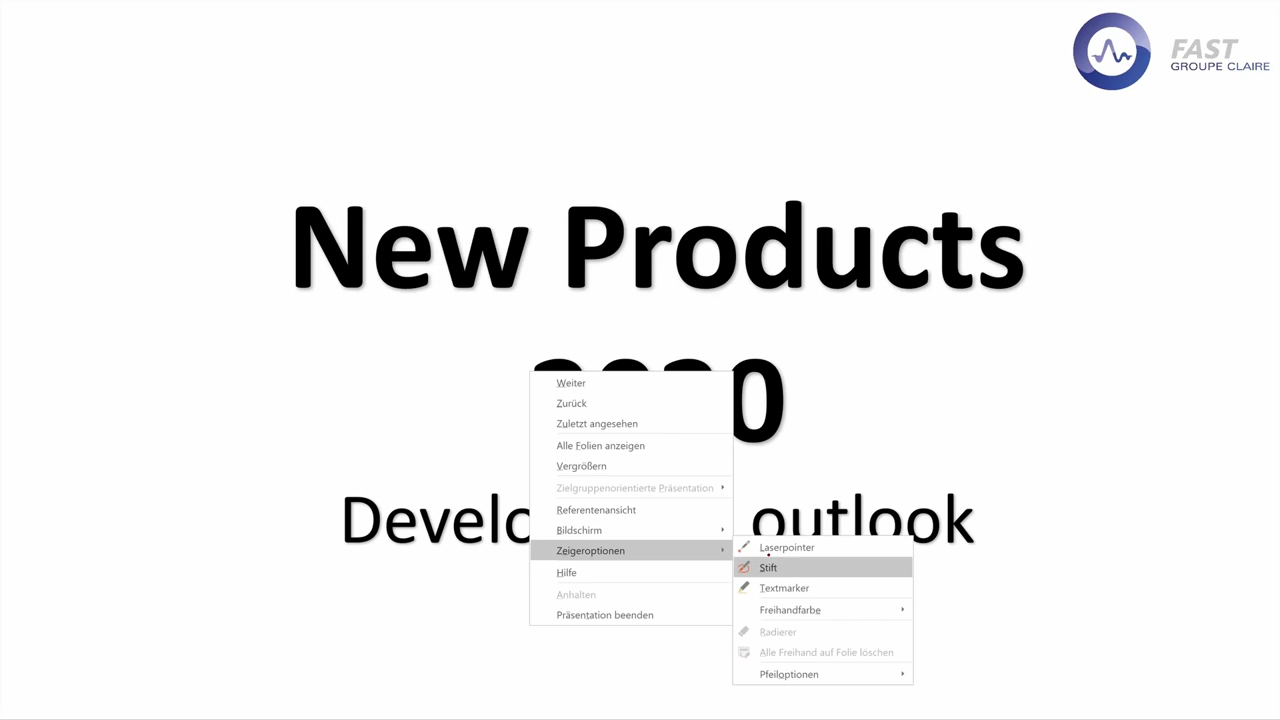 FAST
GROUPE CLAIRE
New Products
Weiter
Zurück
Zuletzt angesehen
Alle Folien anzeigen
Vergrößern
Zielgruppenorientierte Präsentation
Referentenansicht
Bildschirm
Zeigeroptionen
Hilfe
Anhalten
Präsentation beenden
outlook
Laserpointer
Stift
Textmarker
Freihandfarbe
Radierer
Alle Freihand auf Folie löschen
Pfeiloptionen